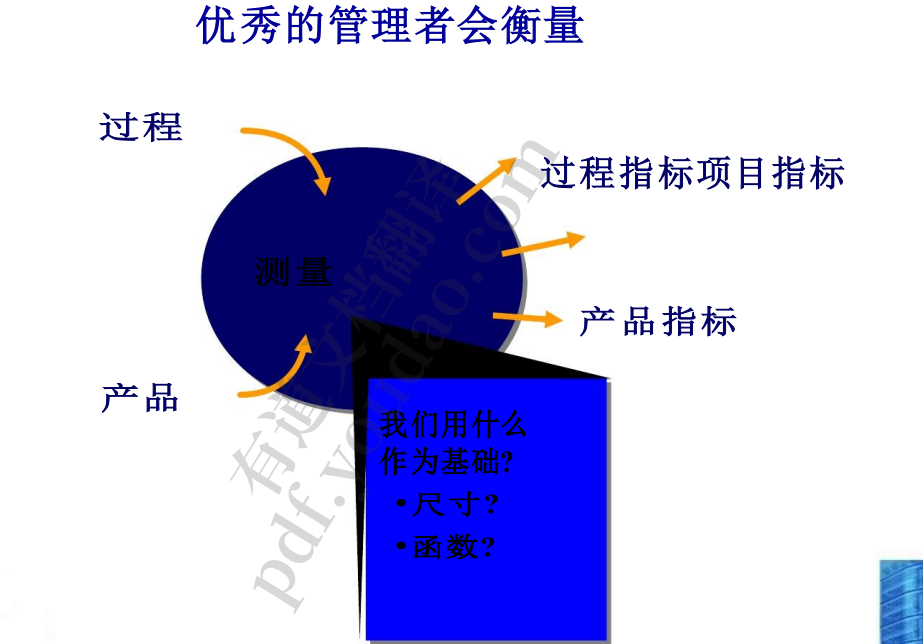 优秀的管理者会衡量
过程
过程指标项目指标
测量
产品指标
产品
我们用什么
作为基础?
•尺寸?
•函数?
有道文档翻译
pdf.youdao.com